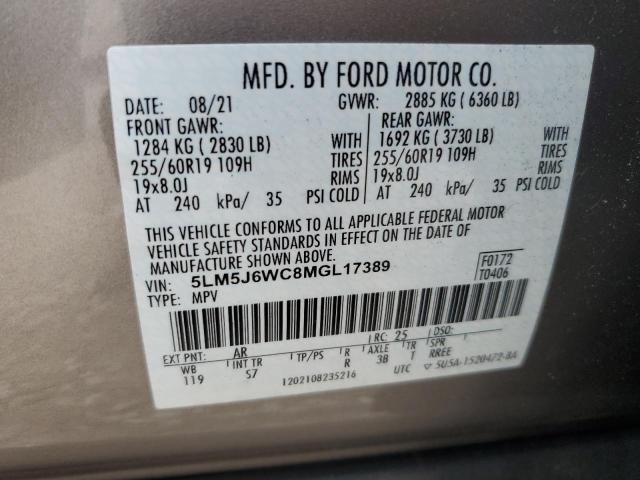 MFD. BY FORD MOTOR CO.
DATE: 08/21 GVWR: 2885 KG ( 6360 LB)
FRONT GAWR: REAR GAWR:
1284 KG ( 2830 LB) WITH 1692 KG ( 3730 LB) WITH
255/60R19 109H TIRES 255/60R19 109H TIRES
19x8.0J RIMS 19x8.0J RIMS
AT 240 kPa/ 35 PSI COLD AT 240 kPa/ 35 PSI COLD
THIS VEHICLE CONFORMS TO ALL APPLICABLE FEDERAL MOTOR
VEHICLE SAFETY STANDARDS IN EFFECT ON THE DATE OF
MANUFACTURE SHOWN ABOVE.
VIN: 5LM5J6WC8MGL17389 F0172
TYPE: MPV T0406
RC: 25 DSO:
EXT PNT: AR
WB INT TR TP/PS R AXLE TR SPR
119 S7 R 3B T RREE
1202108235216 UTC ▽ 5U5A-1520472-BA